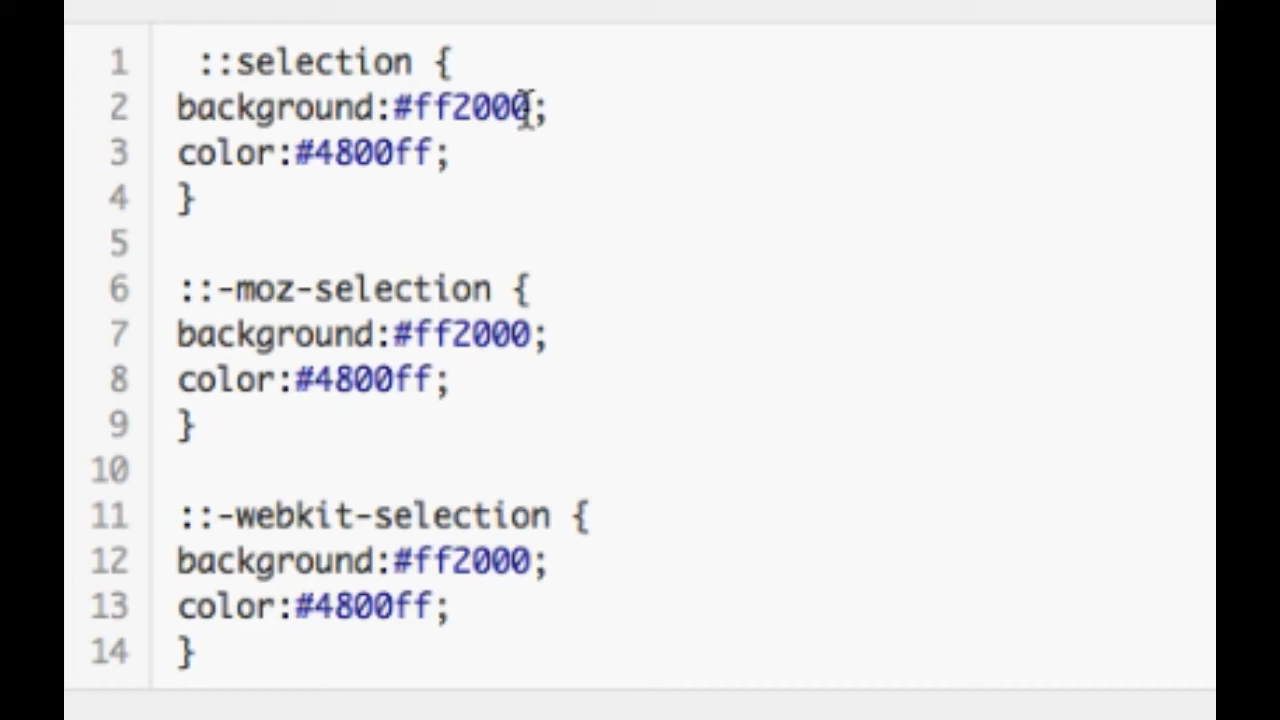 1 ::selection {
2 background:#ff2000;
3 color:#4800ff;
4 }
5
6 ::-moz-selection {
7 background:#ff2000;
8 color:#4800ff;
9 }
10
11 ::-webkit-selection {
12 background:#ff2000;
13 color:#4800ff;
14 }